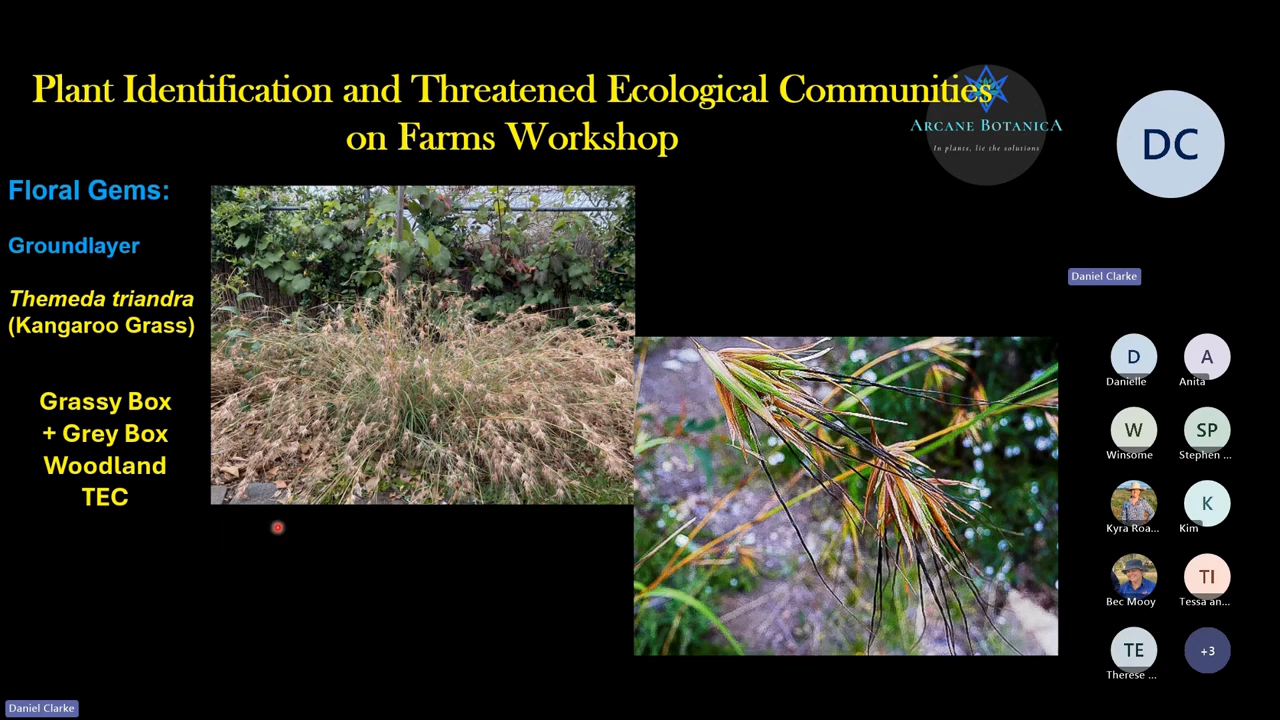 Plant Identification and Threatened Ecological Communities
on Farms Workshop
ARCANE BOTANICA
In plants, lie the solutions
DC
Floral Gems:
Groundlayer
Themeda triandra
(Kangaroo Grass)
Grassy Box
+ Grey Box
Woodland
TEC
Daniel Clarke
D
A
Danielle
Anita
W
SP
Winsome
Stephen ...
K
Kyra Roa...
Kim
TI
Bec Mooy
Tessa an...
TE
+3
Therese ...
Daniel Clarke